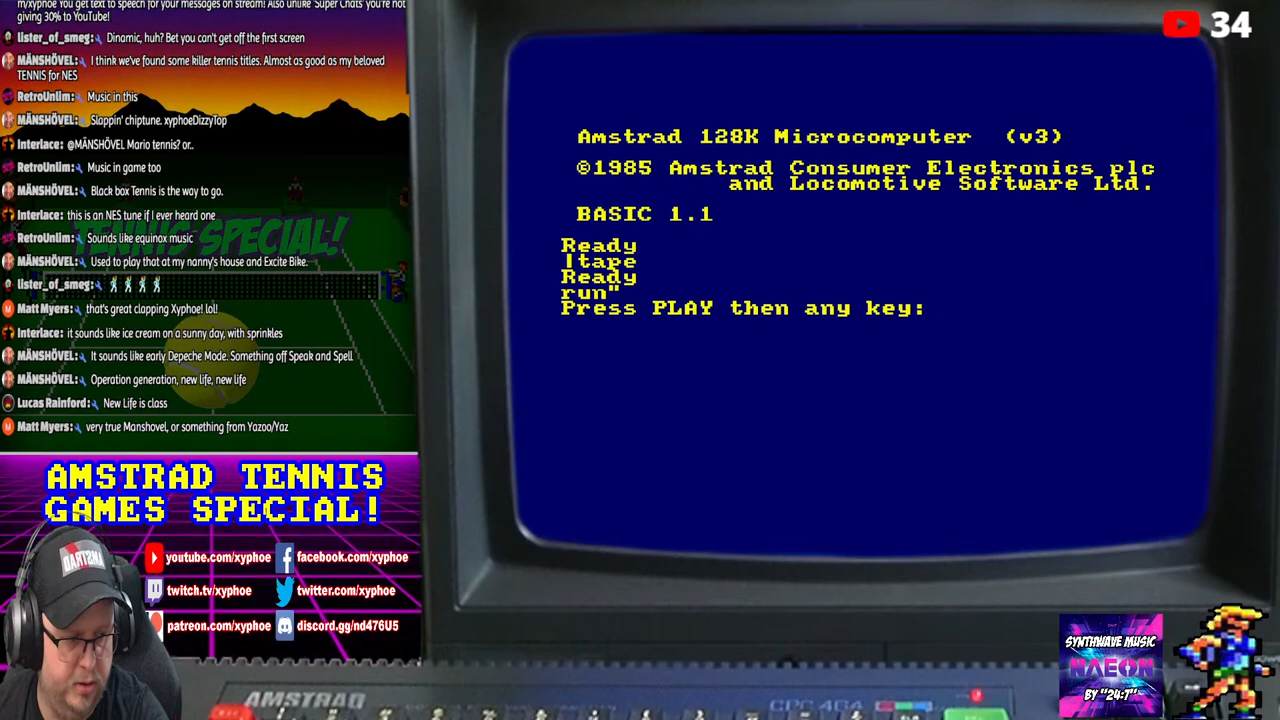 m/xyphoe You get text to speech for your messages on stream! Also unlike 'Super Chats' you're not
giving 30% to YouTube!
lister_of_smeg: Dinamic, huh? Bet you can't get off the first screen
MÄNSHÖVEL: I think we've found some killer tennis titles. Almost as good as my beloved
TENNIS for NES
RetroUnlim: Music in this
MÄNSHÖVEL: Slappin' chiptune. xyphoeDizzyTop
Interlace: @MÄNSHÖVEL Mario tennis? or..
RetroUnlim: Music in game too
MÄNSHÖVEL: Black box Tennis is the way to go.
Interlace: this is an NES tune if I ever heard one
RetroUnlim: Sounds like equinox music
TENNIS SPECIAL!
MÄNSHÖVEL: Used to play that at my nanny's house and Excite Bike.
lister_of_smeg:
Matt Myers: that's great clapping Xyphoe! lol!
Interlace: it sounds like ice cream on a sunny day, with sprinkles
MÄNSHÖVEL: It sounds like early Depeche Mode. Something off Speak and Spell
MÄNSHÖVEL: Operation generation, new life, new life
Lucas Rainford: New Life is class
Matt Myers: very true Manshovel, or something from Yazoo/Yaz
AMSTRAD TENNIS
GAMES SPECIAL!
youtube.com/xyphoe
facebook.com/xyphoe
twitch.tv/xyphoe
twitter.com/xyphoe
patreon.com/xyphoe
discord.gg/nd476U5
34
Amstrad 128K Microcomputer (v3)
©1985 Amstrad Consumer Electronics plc
and Locomotive Software Ltd.
BASIC 1.1
Ready
|tape
Ready
run"
Press PLAY then any key:
AMSTRAD
CPC 464
SYNTHWAVE MUSIC
NAEON
BY "24:7"